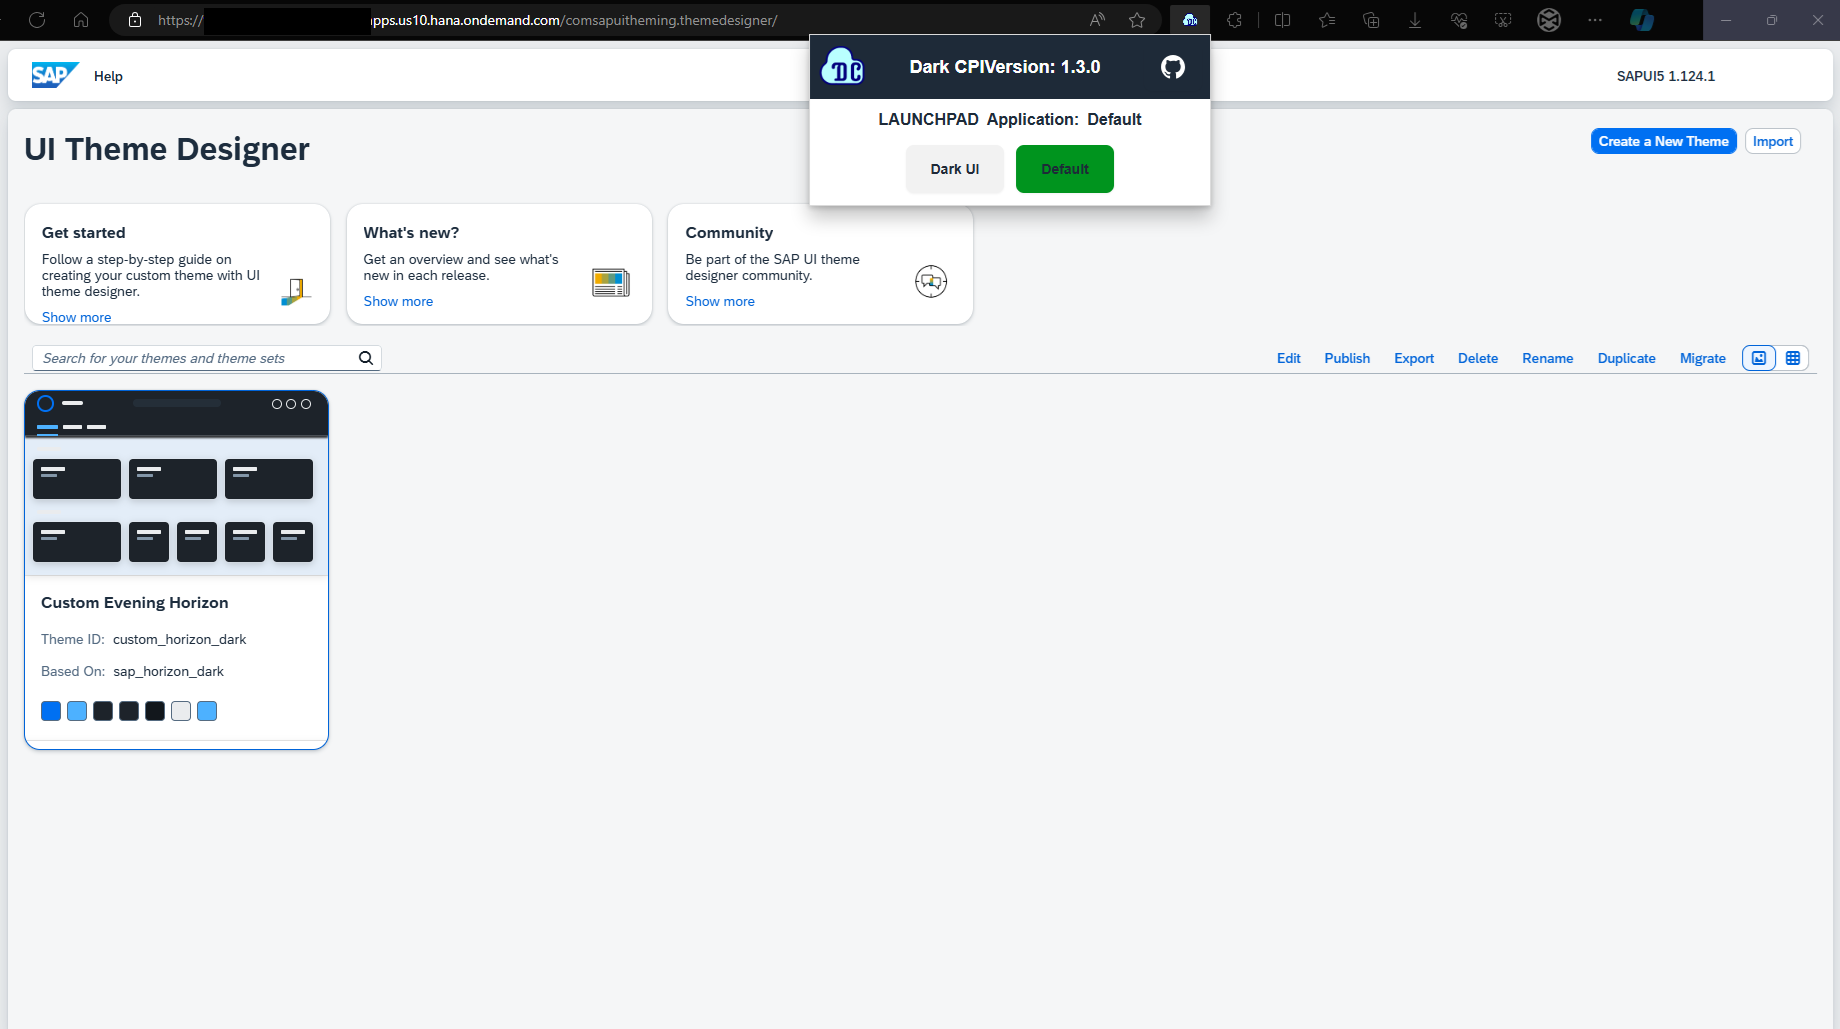 https://
apps.us10.hana.ondemand.com/comsapuitheming.themedesigner/
SAP
Help
SAPUI5 1.124.1
DC
Dark CPIVersion: 1.3.0
LAUNCHPAD Application: Default
Dark UI
Default
UI Theme Designer
Create a New Theme
Import
Get started
Follow a step-by-step guide on
creating your custom theme with UI
theme designer.
Show more
What's new?
Get an overview and see what's
new in each release.
Show more
Community
Be part of the SAP UI theme
designer community.
Show more
Search for your themes and theme sets
Edit
Publish
Export
Delete
Rename
Duplicate
Migrate
Custom Evening Horizon
Theme ID: custom_horizon_dark
Based On: sap_horizon_dark